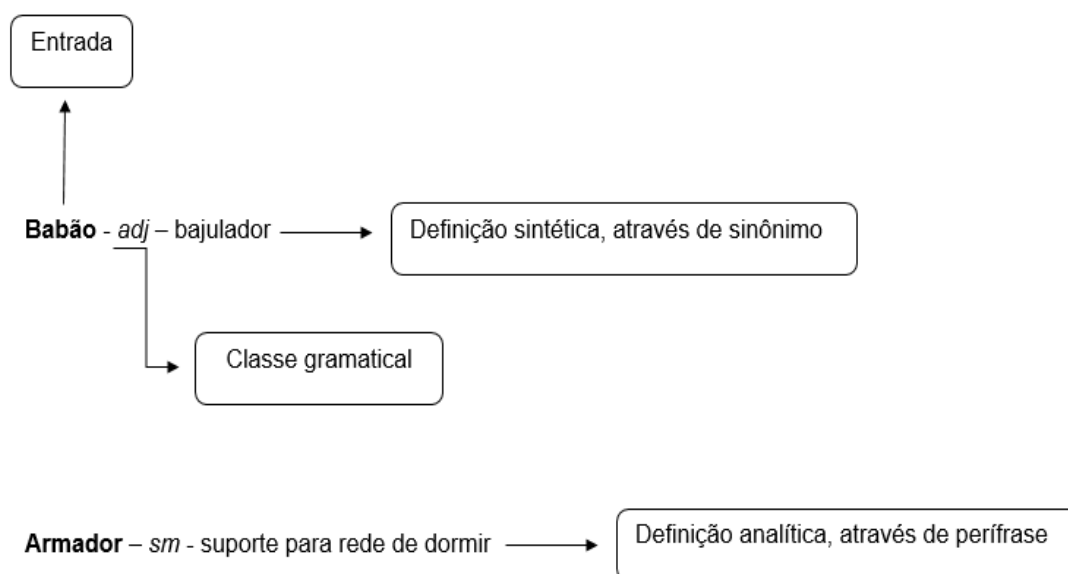 Entrada
Babão - adj – bajulador
Definição sintética, através de sinônimo
Classe gramatical
Armador – sm - suporte para rede de dormir
Definição analítica, através de perífrase